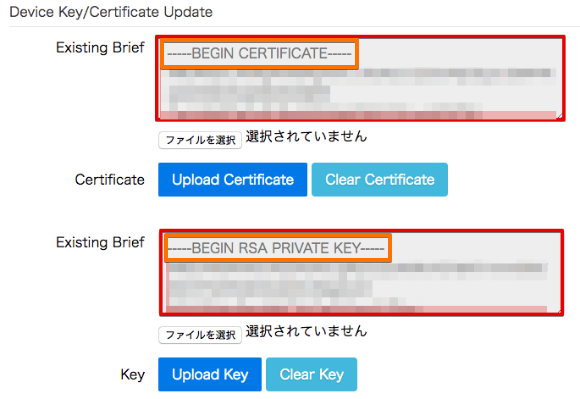 Device Key/Certificate Update
Existing Brief
-----BEGIN CERTIFICATE-----
ファイルを選択 選択されていません
Certificate
Upload Certificate
Clear Certificate
Existing Brief
-----BEGIN RSA PRIVATE KEY-----
ファイルを選択 選択されていません
Key
Upload Key
Clear Key